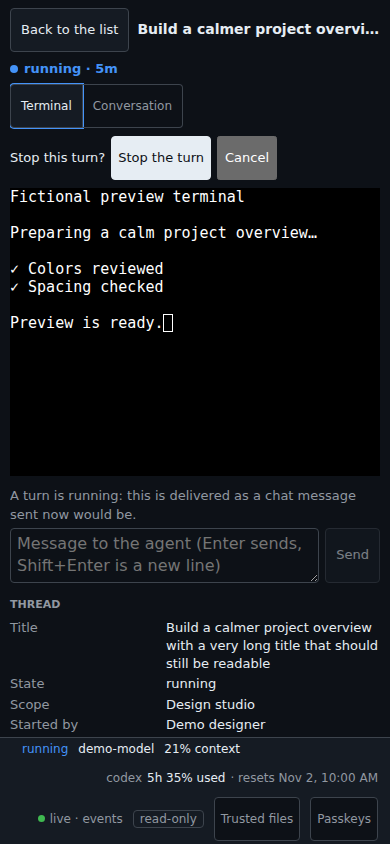 Back to the list Build a calmer project overvi…
running · 5m
Terminal Conversation
Stop this turn? Stop the turn Cancel
Fictional preview terminal
Preparing a calm project overview…
✓ Colors reviewed
✓ Spacing checked
Preview is ready.
A turn is running: this is delivered as a chat message
sent now would be.
Message to the agent (Enter sends,
Shift+Enter is a new line)
Send
THREAD
Title Build a calmer project overview
with a very long title that should
still be readable
State running
Scope Design studio
Started by Demo designer
running demo-model 21% context
codex 5h 35% used · resets Nov 2, 10:00 AM
live · events read-only Trusted files Passkeys